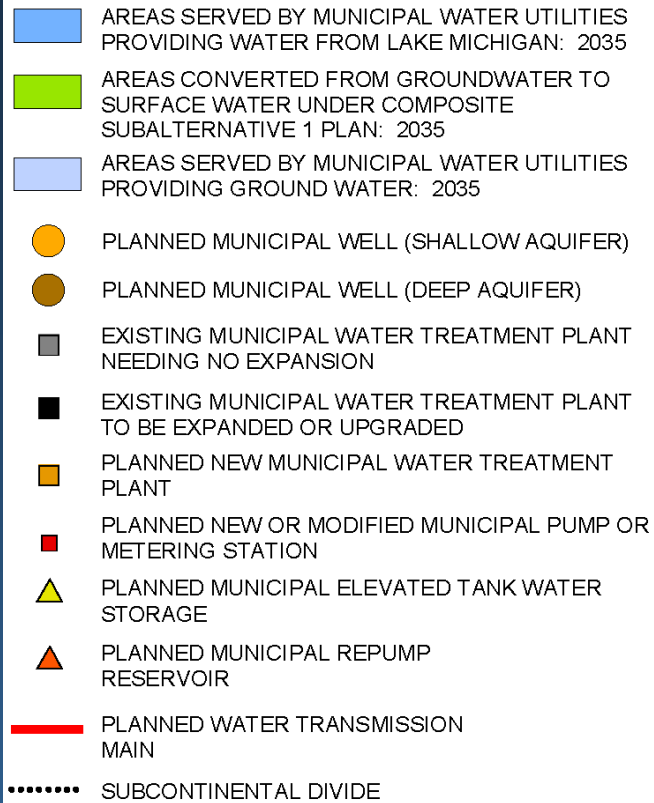 AREAS SERVED BY MUNICIPAL WATER UTILITIES
PROVIDING WATER FROM LAKE MICHIGAN: 2035
AREAS CONVERTED FROM GROUNDWATER TO
SURFACE WATER UNDER COMPOSITE
SUBALTERNATIVE 1 PLAN: 2035
AREAS SERVED BY MUNICIPAL WATER UTILITIES
PROVIDING GROUND WATER: 2035
PLANNED MUNICIPAL WELL (SHALLOW AQUIFER)
PLANNED MUNICIPAL WELL (DEEP AQUIFER)
EXISTING MUNICIPAL WATER TREATMENT PLANT
NEEDING NO EXPANSION
EXISTING MUNICIPAL WATER TREATMENT PLANT
TO BE EXPANDED OR UPGRADED
PLANNED NEW MUNICIPAL WATER TREATMENT
PLANT
PLANNED NEW OR MODIFIED MUNICIPAL PUMP OR
METERING STATION
PLANNED MUNICIPAL ELEVATED TANK WATER
STORAGE
PLANNED MUNICIPAL REPUMP
RESERVOIR
PLANNED WATER TRANSMISSION
MAIN
SUBCONTINENTAL DIVIDE